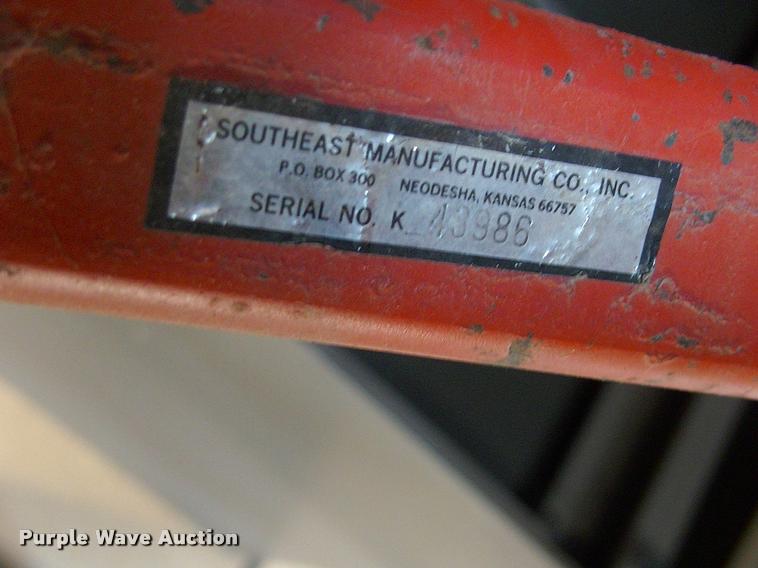 SOUTHEAST MANUFACTURING CO., INC.
P.O. BOX 300 NEODESHA, KANSAS 66757
SERIAL NO. K 43986
Purple Wave Auction